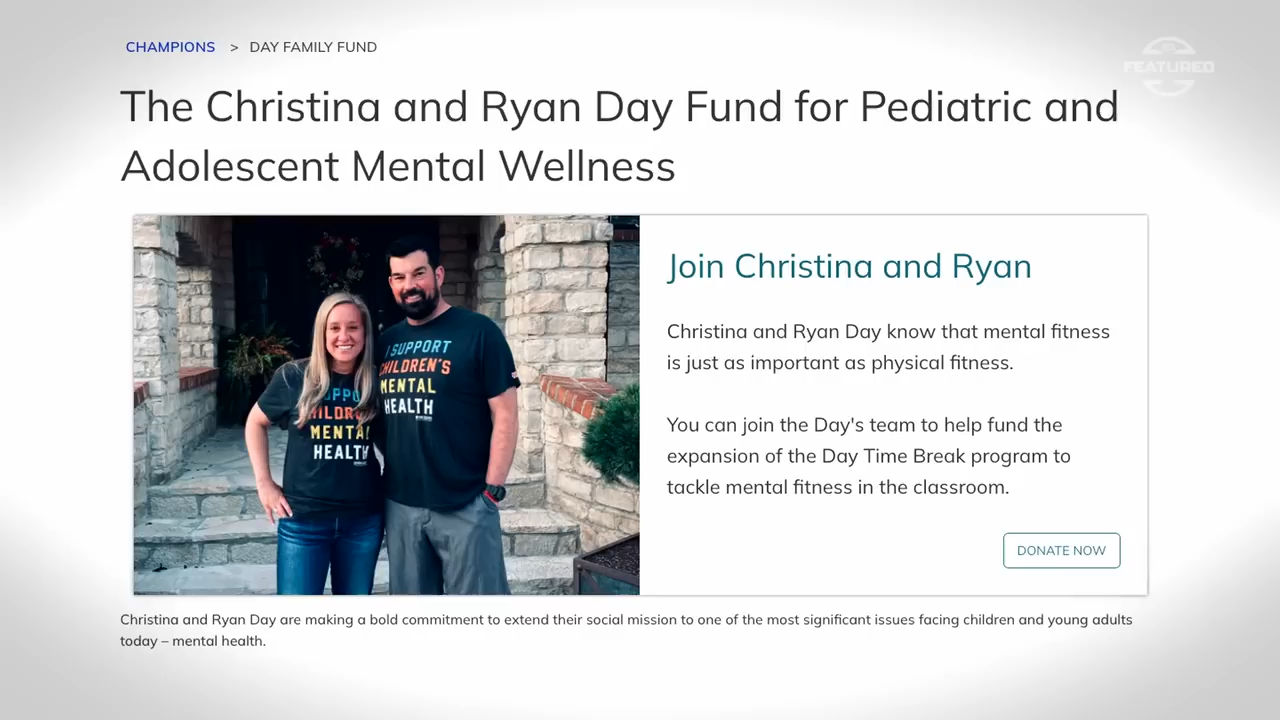 CHAMPIONS > DAY FAMILY FUND
FEATURED
The Christina and Ryan Day Fund for Pediatric and
Adolescent Mental Wellness
Join Christina and Ryan
Christina and Ryan Day know that mental fitness
is just as important as physical fitness.
You can join the Day's team to help fund the
expansion of the Day Time Break program to
tackle mental fitness in the classroom.
DONATE NOW
I SUPPORT
CHILDREN'S
MENTAL
HEALTH
MENTAL
HEALTH
Christina and Ryan Day are making a bold commitment to extend their social mission to one of the most significant issues facing children and young adults
today – mental health.